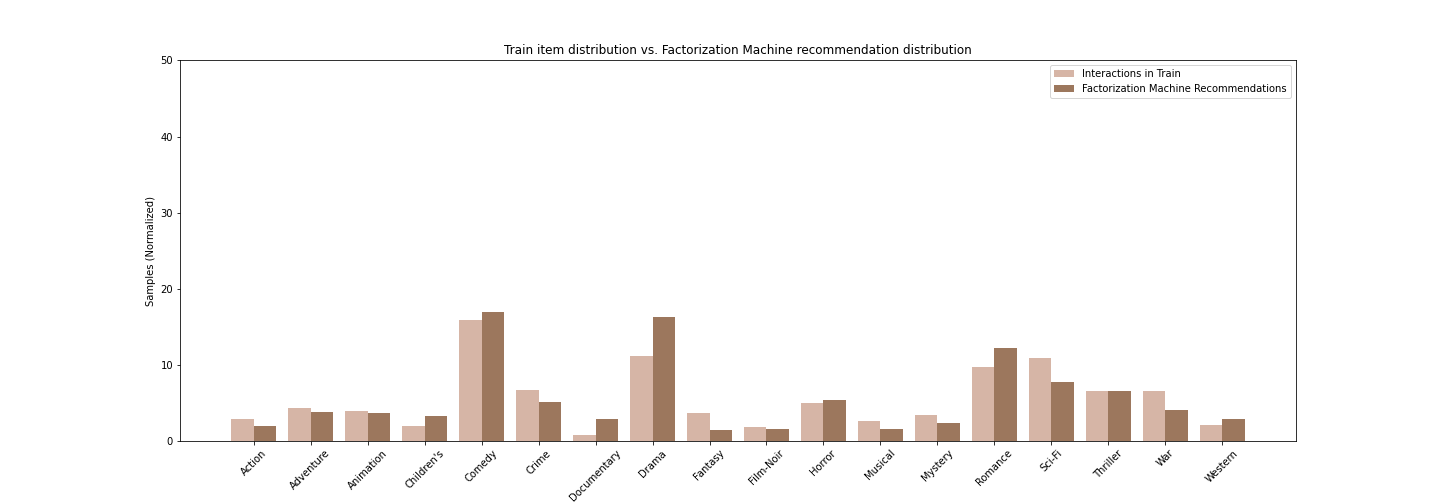 Train item distribution vs. Factorization Machine recommendation distribution
Interactions in Train
Factorization Machine Recommendations
Samples (Normalized)
50
40
30
20
10
0
Action
Adventure
Animation
Children's
Comedy
Crime
Documentary
Drama
Fantasy
Film-Noir
Horror
Musical
Mystery
Romance
Sci-Fi
Thriller
War
Western